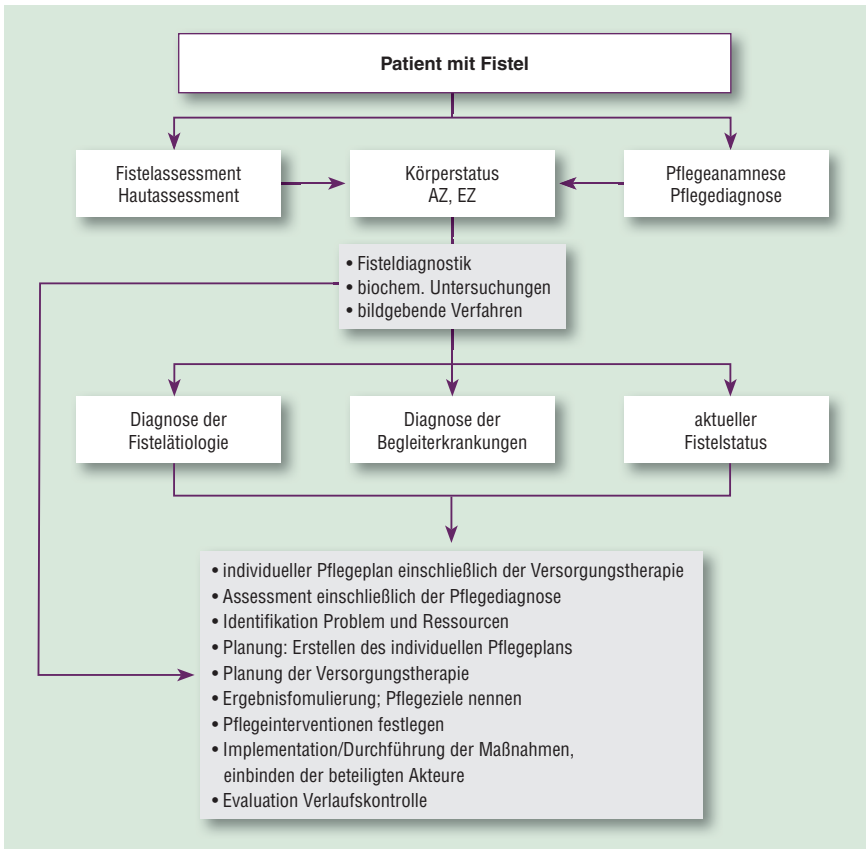 Patient mit Fistel
Fistelassessment
Hautassessment
Körperstatus
AZ, EZ
Pflegeanamnese
Pflegediagnose
• Fisteldiagnostik
• biochem. Untersuchungen
• bildgebende Verfahren
Diagnose der
Fistelätiologie
Diagnose der
Begleiterkrankungen
aktueller
Fistelstatus
• individueller Pflegeplan einschließlich der Versorgungstherapie
• Assessment einschließlich der Pflegediagnose
• Identifikation Problem und Ressourcen
• Planung: Erstellen des individuellen Pflegeplans
• Planung der Versorgungstherapie
• Ergebnisfomulierung; Pflegeziele nennen
• Pflegeinterventionen festlegen
• Implementation/Durchführung der Maßnahmen,
einbinden der beteiligten Akteure
• Evaluation Verlaufskontrolle